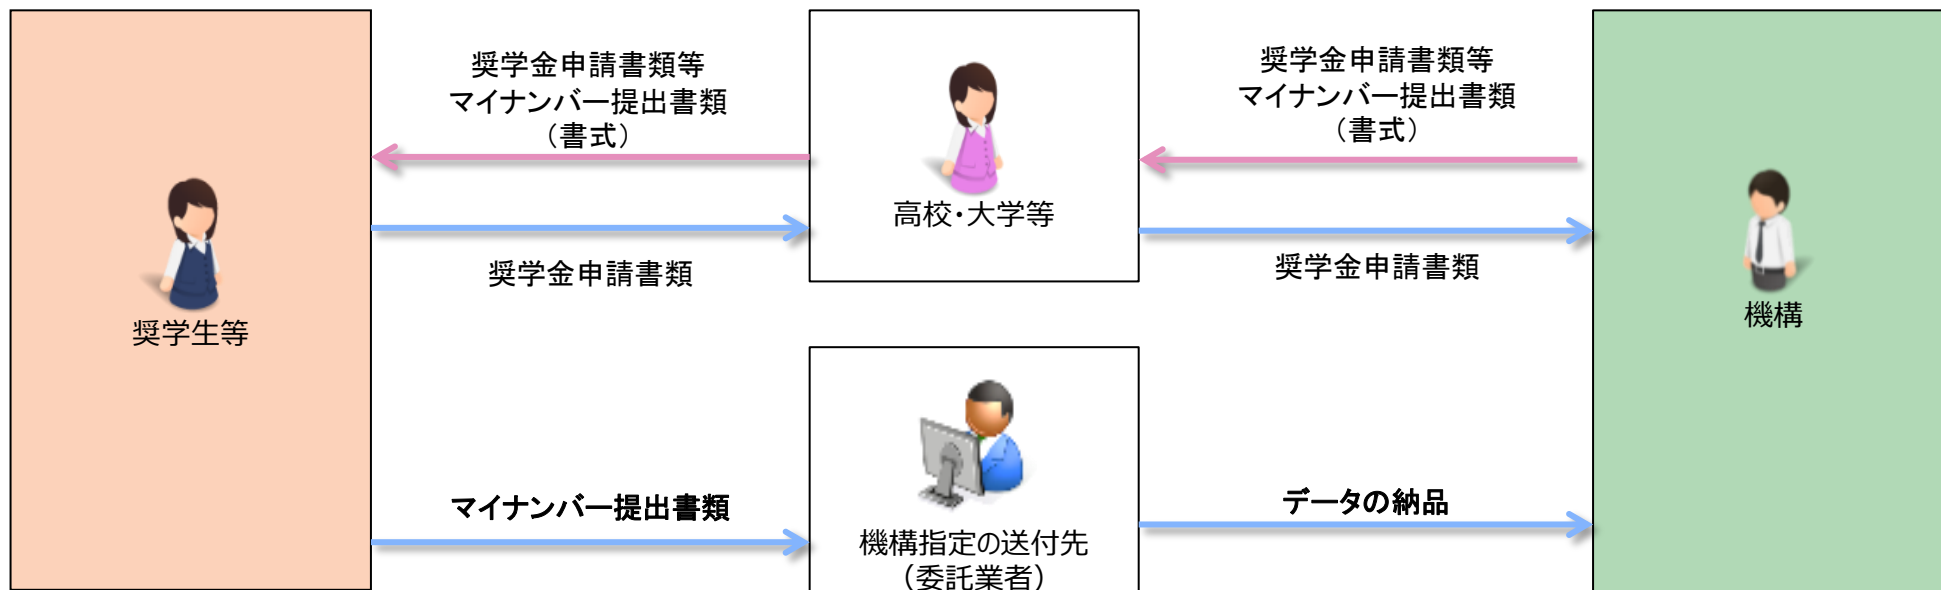 奨学金申請書類等
マイナンバー提出書類
（書式）
奨学金申請書類等
マイナンバー提出書類
（書式）
高校・大学等
奨学金申請書類
奨学金申請書類
奨学生等
機構
マイナンバー提出書類
データの納品
機構指定の送付先
（委託業者）